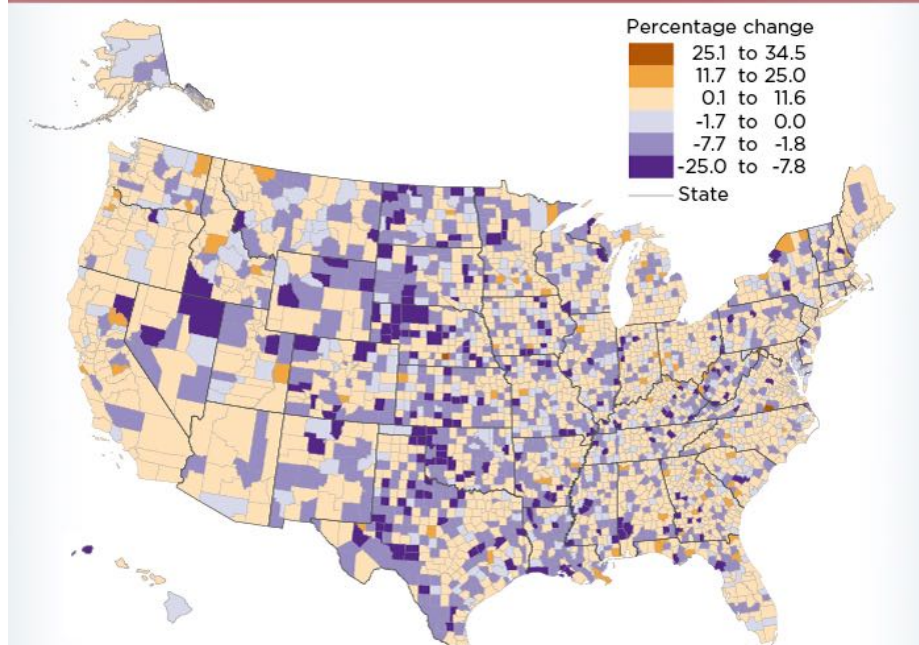 Percentage change
25.1 to 34.5
11.7 to 25.0
0.1 to 11.6
-1.7 to 0.0
-7.7 to -1.8
-25.0 to -7.8
State